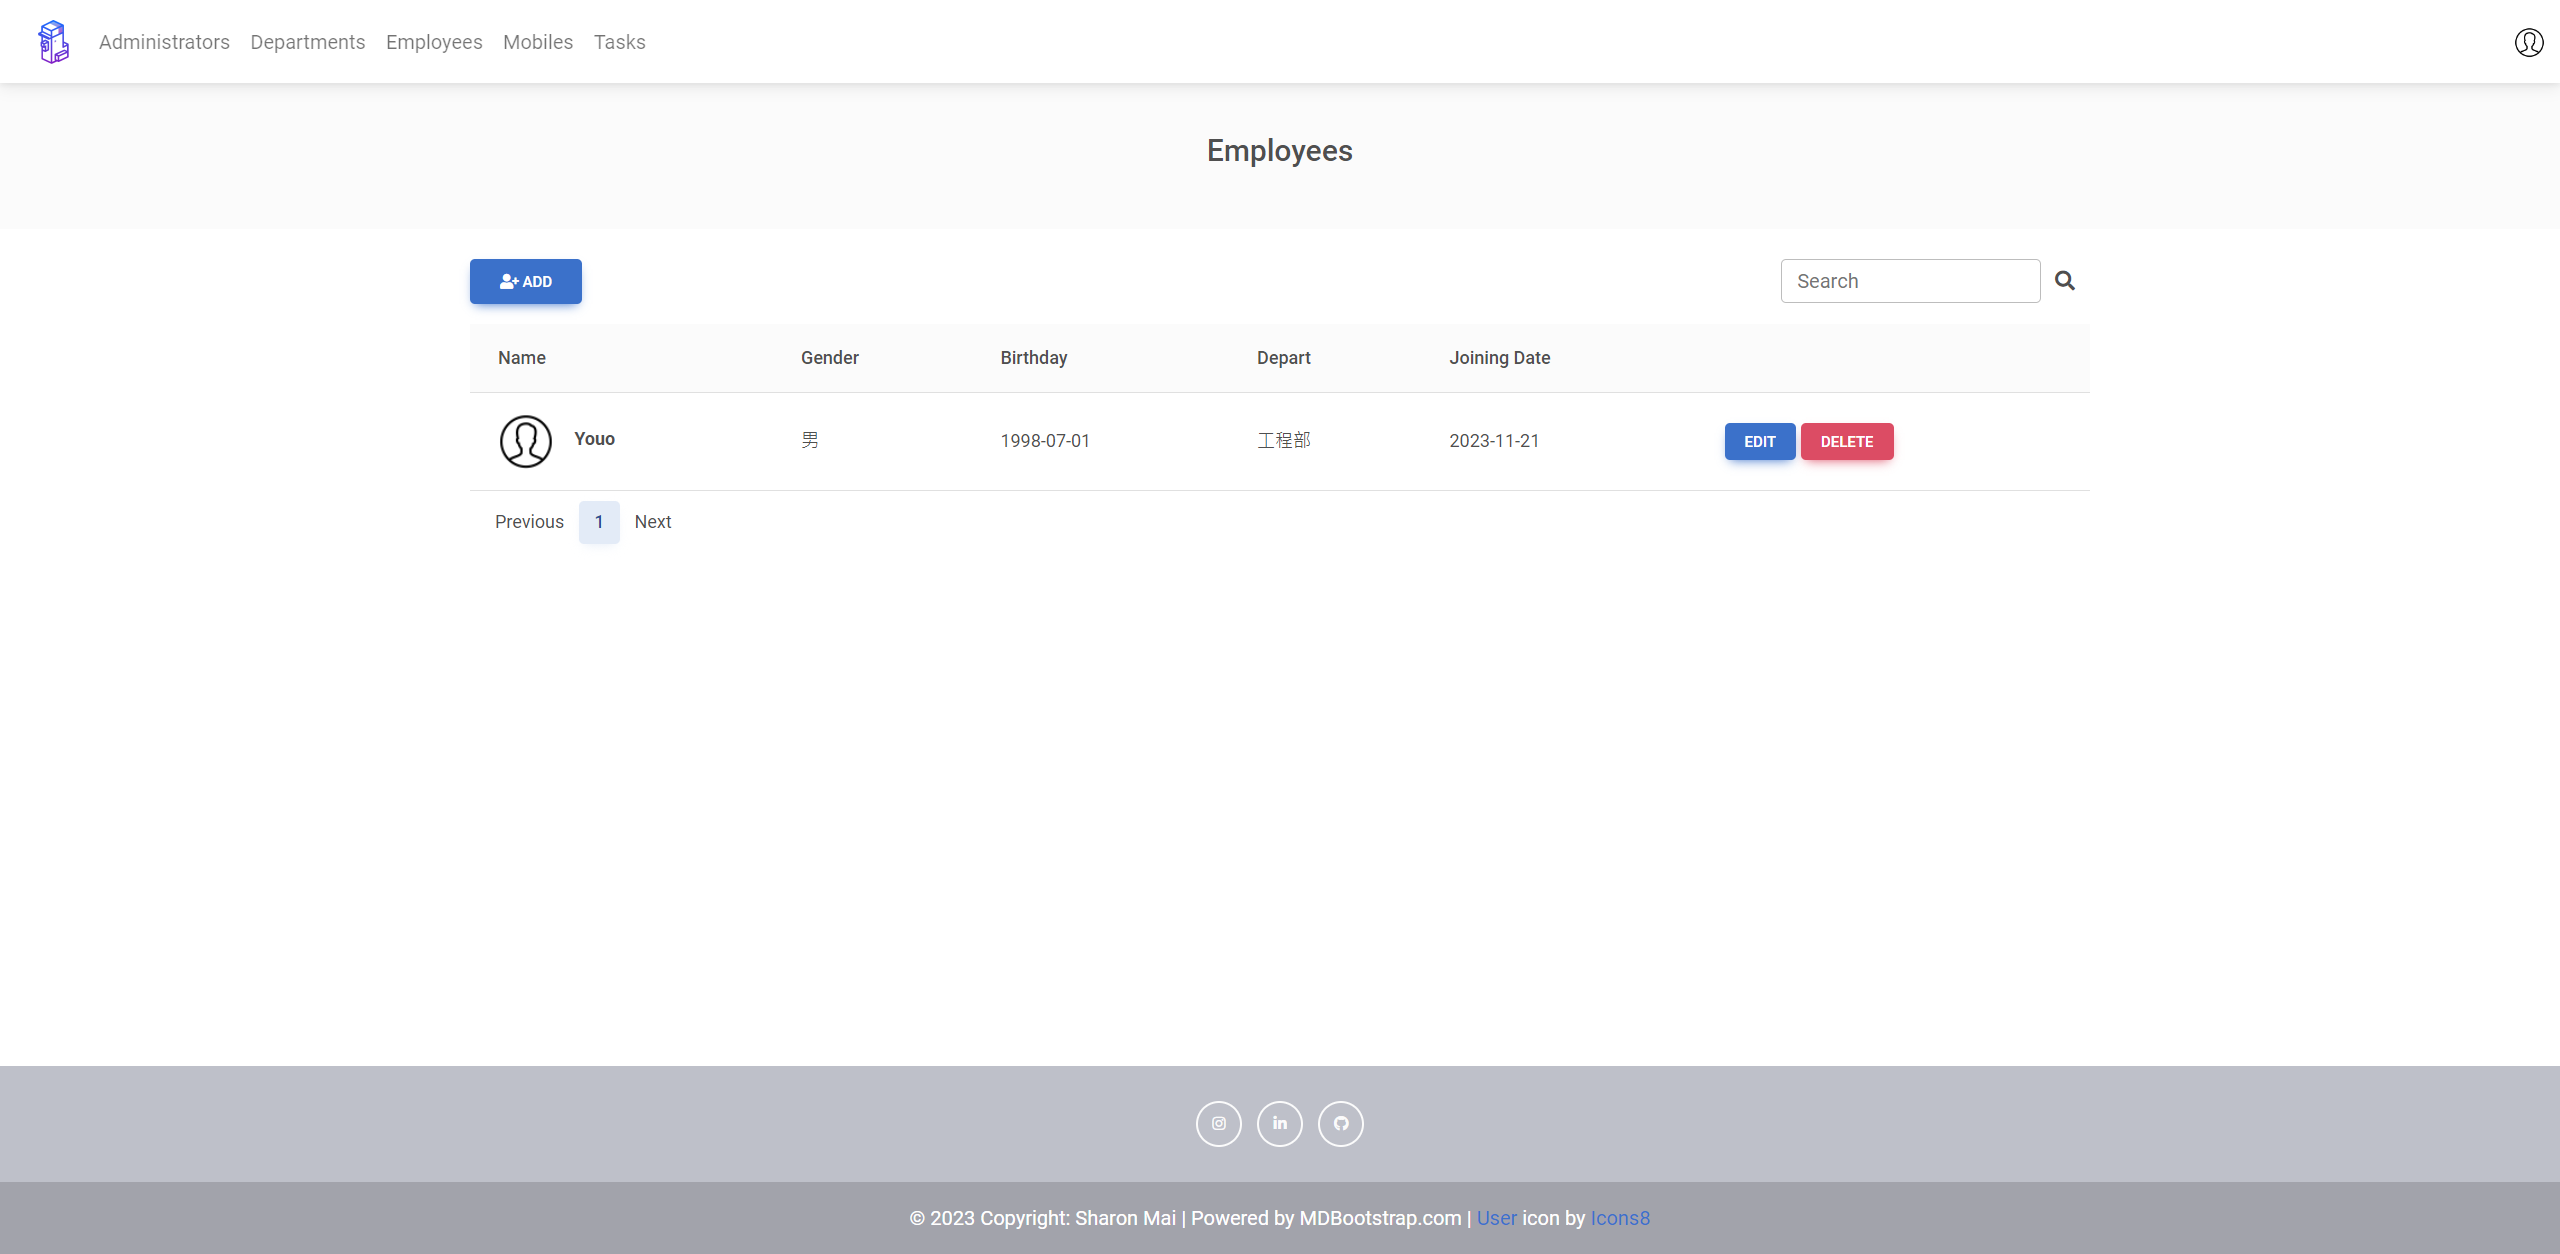 Administrators Departments Employees Mobiles Tasks
Employees
ADD
Search
Name Gender Birthday Depart Joining Date
Youo 男 1998-07-01 工程部 2023-11-21 EDIT DELETE
Previous 1 Next
© 2023 Copyright: Sharon Mai | Powered by MDBootstrap.com | User icon by Icons8